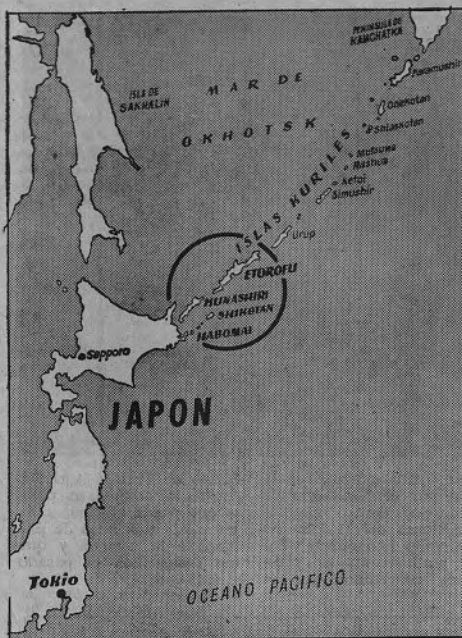 PENINSULA DE
KAMCHATKA
Paramushir
ISLA DE
SAKHALIN
MAR DE
OKHOTSK
Onekotan
Shiaskotan
Matsuwa
Rashua
Ketoi
Simushir
ISLAS KURILES
Urup
ETOROFU
KUNASHIRI
SHIKOTAN
HABOMAI
Sapporo
JAPON
Tokio
OCEANO PACIFICO